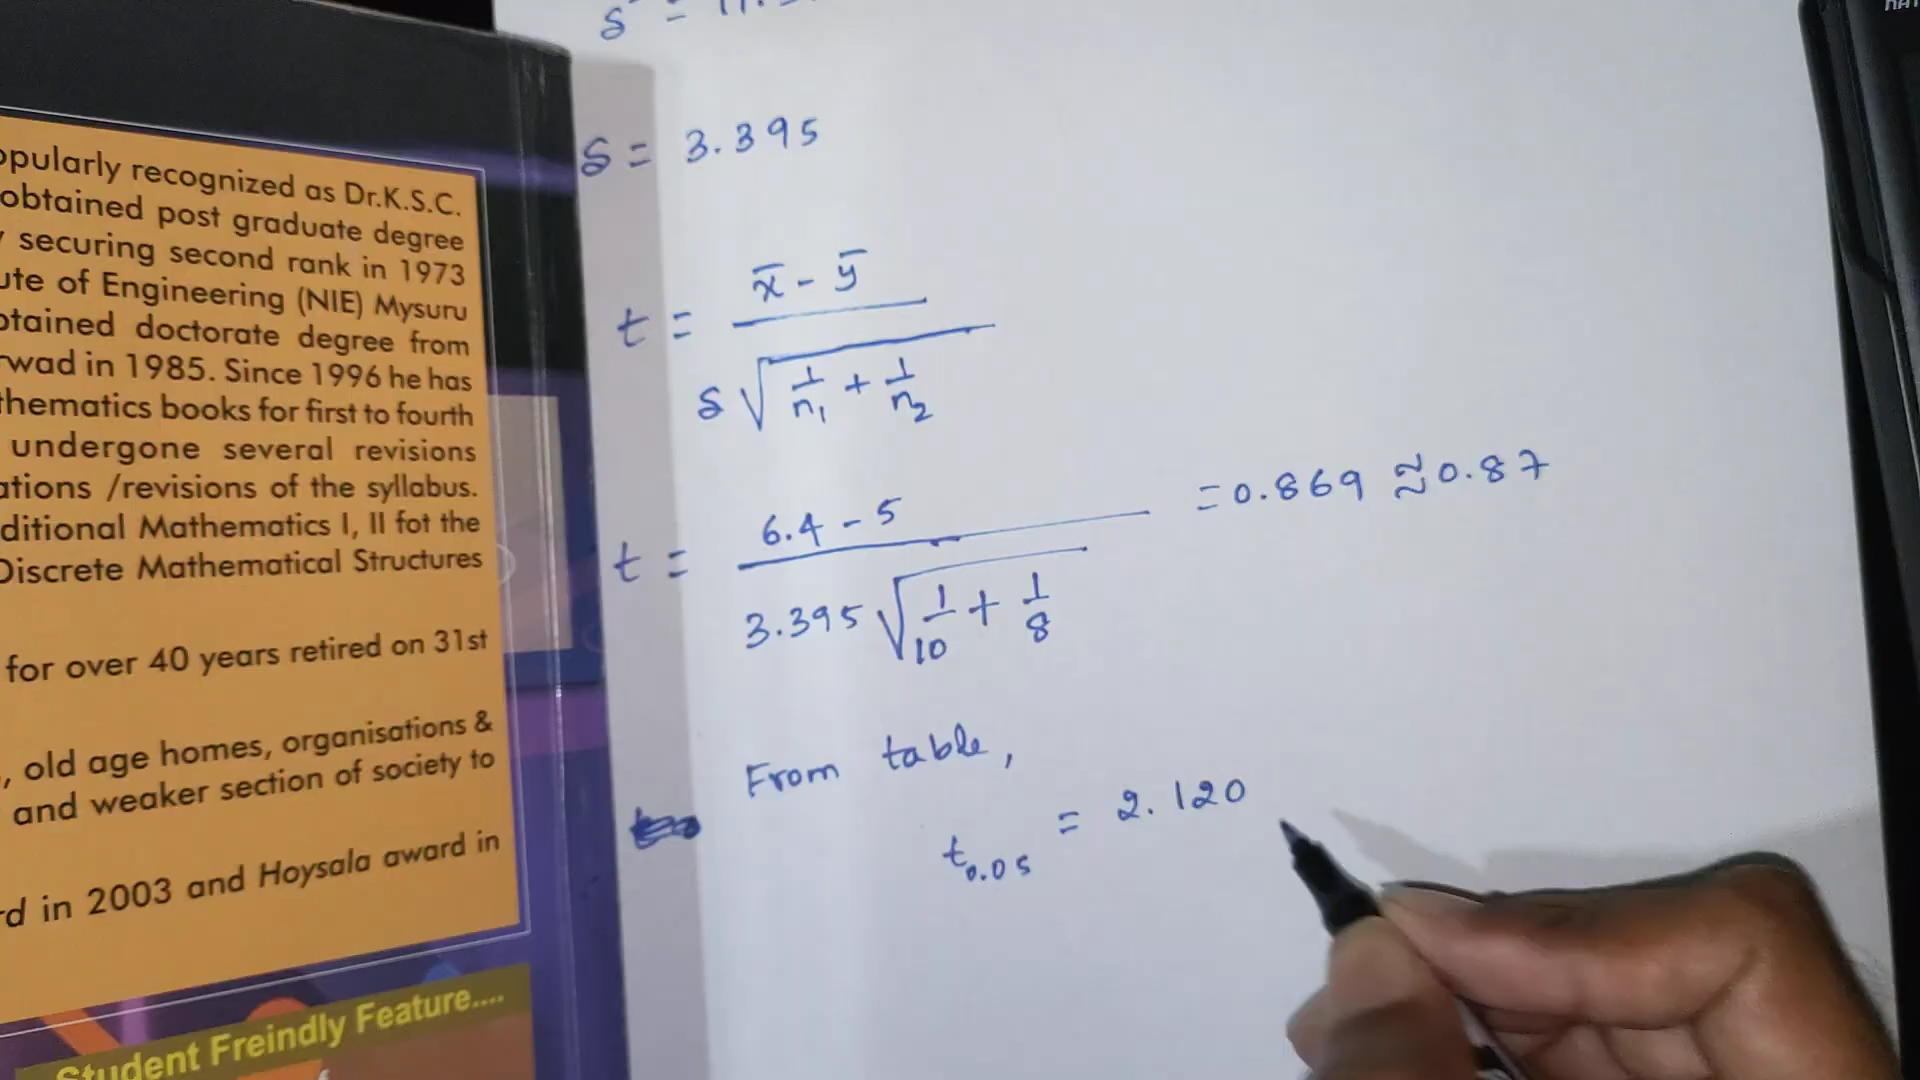 opularly recognized as Dr.K.S.C.
obtained post graduate degree
securing second rank in 1973
ute of Engineering (NIE) Mysuru
otained doctorate degree from
wad in 1985. Since 1996 he has
thematics books for first to fourth
undergone several revisions
ations /revisions of the syllabus.
ditional Mathematics I, II fot the
Discrete Mathematical Structures
for over 40 years retired on 31st
, old age homes, organisations &
and weaker section of society to
rd in 2003 and Hoysala award in
Student Freindly Feature....
s = 3.395
t = x̄ - ȳ / s √ 1/n₁ + 1/n₂
t = 6.4 - 5 / 3.395 √ 1/10 + 1/8 = 0.869 ≈ 0.87
From table,
t₀.₀₅ = 2.120